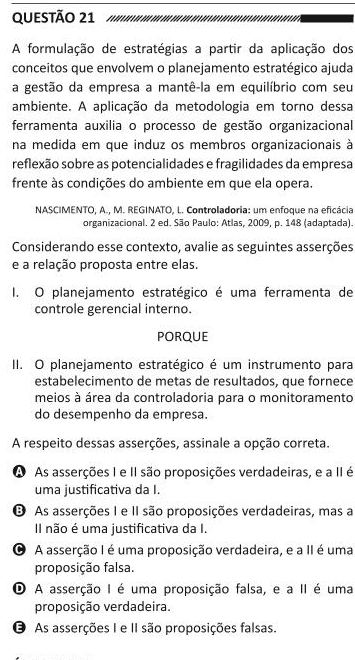 QUESTÃO 21
A formulação de estratégias a partir da aplicação dos
conceitos que envolvem o planejamento estratégico ajuda
a gestão da empresa a mantê-la em equilíbrio com seu
ambiente. A aplicação da metodologia em torno dessa
ferramenta auxilia o processo de gestão organizacional
na medida em que induz os membros organizacionais à
reflexão sobre as potencialidades e fragilidades da empresa
frente às condições do ambiente em que ela opera.
NASCIMENTO, A., M. REGINATO, L. Controladoria: um enfoque na eficácia
organizacional. 2 ed. São Paulo: Atlas, 2009, p. 148 (adaptada).
Considerando esse contexto, avalie as seguintes asserções
e a relação proposta entre elas.
I. O planejamento estratégico é uma ferramenta de
controle gerencial interno.
PORQUE
II. O planejamento estratégico é um instrumento para
estabelecimento de metas de resultados, que fornece
meios à área da controladoria para o monitoramento
do desempenho da empresa.
A respeito dessas asserções, assinale a opção correta.
A As asserções I e II são proposições verdadeiras, e a II é
uma justificativa da I.
B As asserções I e II são proposições verdadeiras, mas a
II não é uma justificativa da I.
C A asserção I é uma proposição verdadeira, e a II é uma
proposição falsa.
D A asserção I é uma proposição falsa, e a II é uma
proposição verdadeira.
E As asserções I e II são proposições falsas.